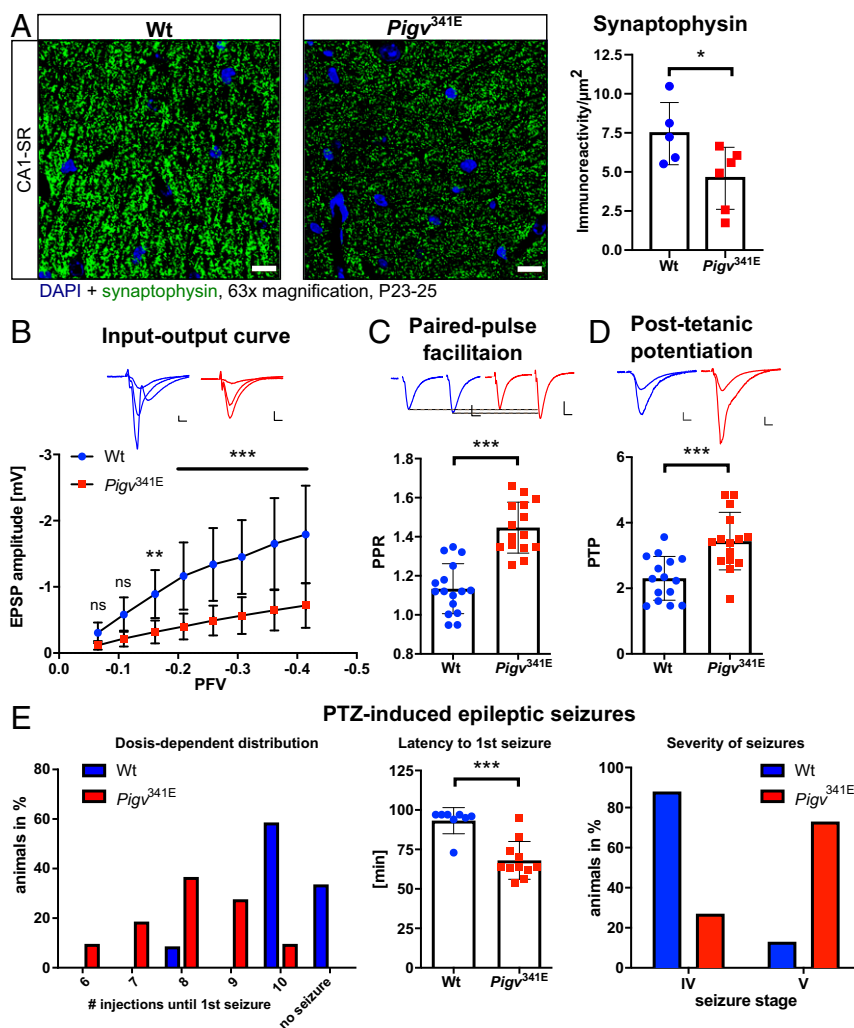 A
Wt
Pigv341E
Synaptophysin
CA1-SR
Immunoreactivity/µm2
12.5
10.0
7.5
5.0
2.5
0.0
*
Wt
Pigv341E
DAPI + synaptophysin, 63x magnification, P23-25
B
Input-output curve
EPSP amplitude [mV]
-3
-2
-1
0
Wt
Pigv341E
ns
ns
**
***
0.0
-0.1
-0.2
-0.3
-0.4
-0.5
PFV
C
Paired-pulse
facilitaion
PPR
1.8
1.6
1.4
1.2
1.0
0.8
***
Wt
Pigv341E
D
Post-tetanic
potentiation
PTP
6
4
2
0
***
Wt
Pigv341E
E
PTZ-induced epileptic seizures
Dosis-dependent distribution
animals in %
80
60
40
20
0
Wt
Pigv341E
6
7
8
9
10
no seizure
# injections until 1st seizure
Latency to 1st seizure
[min]
125
100
75
50
25
0
***
Wt
Pigv341E
Severity of seizures
animals in %
100
80
60
40
20
0
Wt
Pigv341E
IV
V
seizure stage